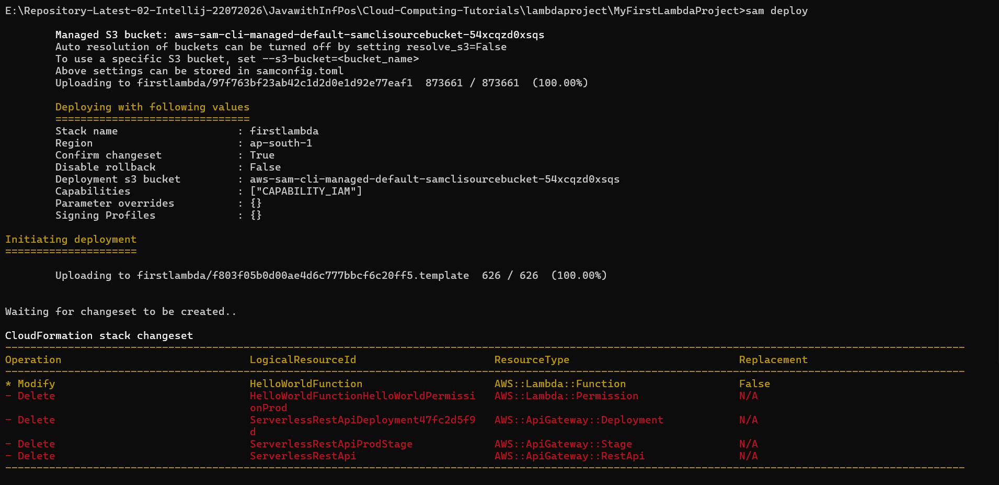 E:\Repository-Latest-02-Intellij-22072026\JavawithInfPos\Cloud-Computing-Tutorials\lambdaproject\MyFirstLambdaProject>sam deploy
Managed S3 bucket: aws-sam-cli-managed-default-samclisourcebucket-54xcqzd0xsqs
Auto resolution of buckets can be turned off by setting resolve_s3=False
To use a specific S3 bucket, set --s3-bucket=<bucket_name>
Above settings can be stored in samconfig.toml
Uploading to firstlambda/97f763bf23ab42c1d2d0e1d92e77eaf1  873661 / 873661  (100.00%)
Deploying with following values
===============================
Stack name                   : firstlambda
Region                       : ap-south-1
Confirm changeset            : True
Disable rollback             : False
Deployment s3 bucket         : aws-sam-cli-managed-default-samclisourcebucket-54xcqzd0xsqs
Capabilities                 : ["CAPABILITY_IAM"]
Parameter overrides          : {}
Signing Profiles             : {}
Initiating deployment
=====================
Uploading to firstlambda/f803f05b0d00ae4d6c777bbcf6c20ff5.template  626 / 626  (100.00%)
Waiting for changeset to be created..
CloudFormation stack changeset
Operation  LogicalResourceId  ResourceType  Replacement
* Modify  HelloWorldFunction  AWS::Lambda::Function  False
- Delete  HelloWorldFunctionHelloWorldPermissi  AWS::Lambda::Permission  N/A
onProd
- Delete  ServerlessRestApiDeployment47fc2d5f9  AWS::ApiGateway::Deployment  N/A
d
- Delete  ServerlessRestApiProdStage  AWS::ApiGateway::Stage  N/A
- Delete  ServerlessRestApi  AWS::ApiGateway::RestApi  N/A